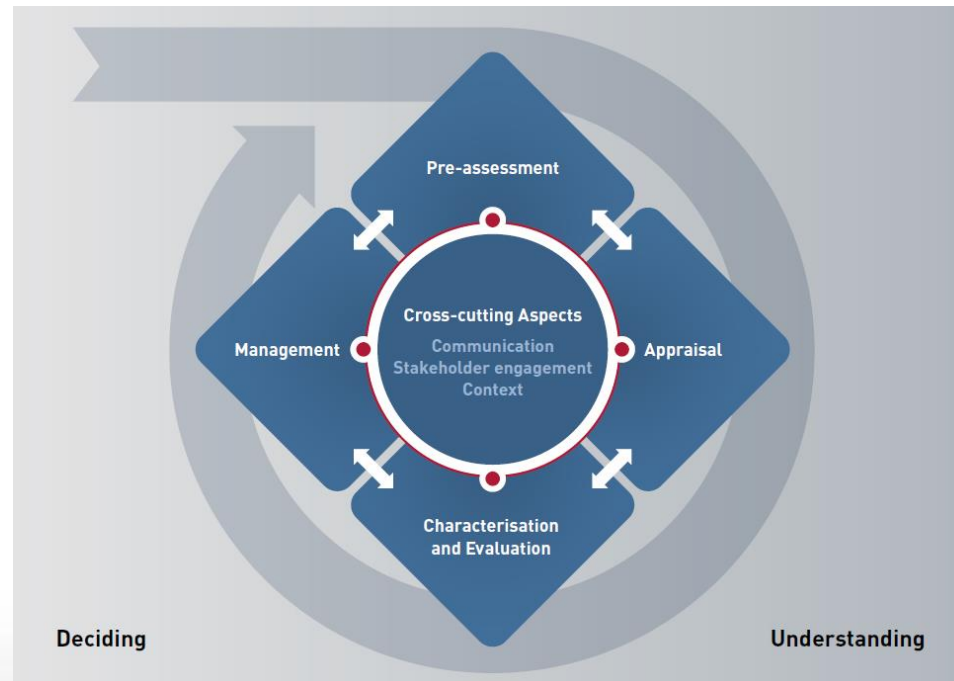 Pre-assessment
Cross-cutting Aspects
Communication
Stakeholder engagement
Context
Management
Appraisal
Characterisation
and Evaluation
Deciding
Understanding